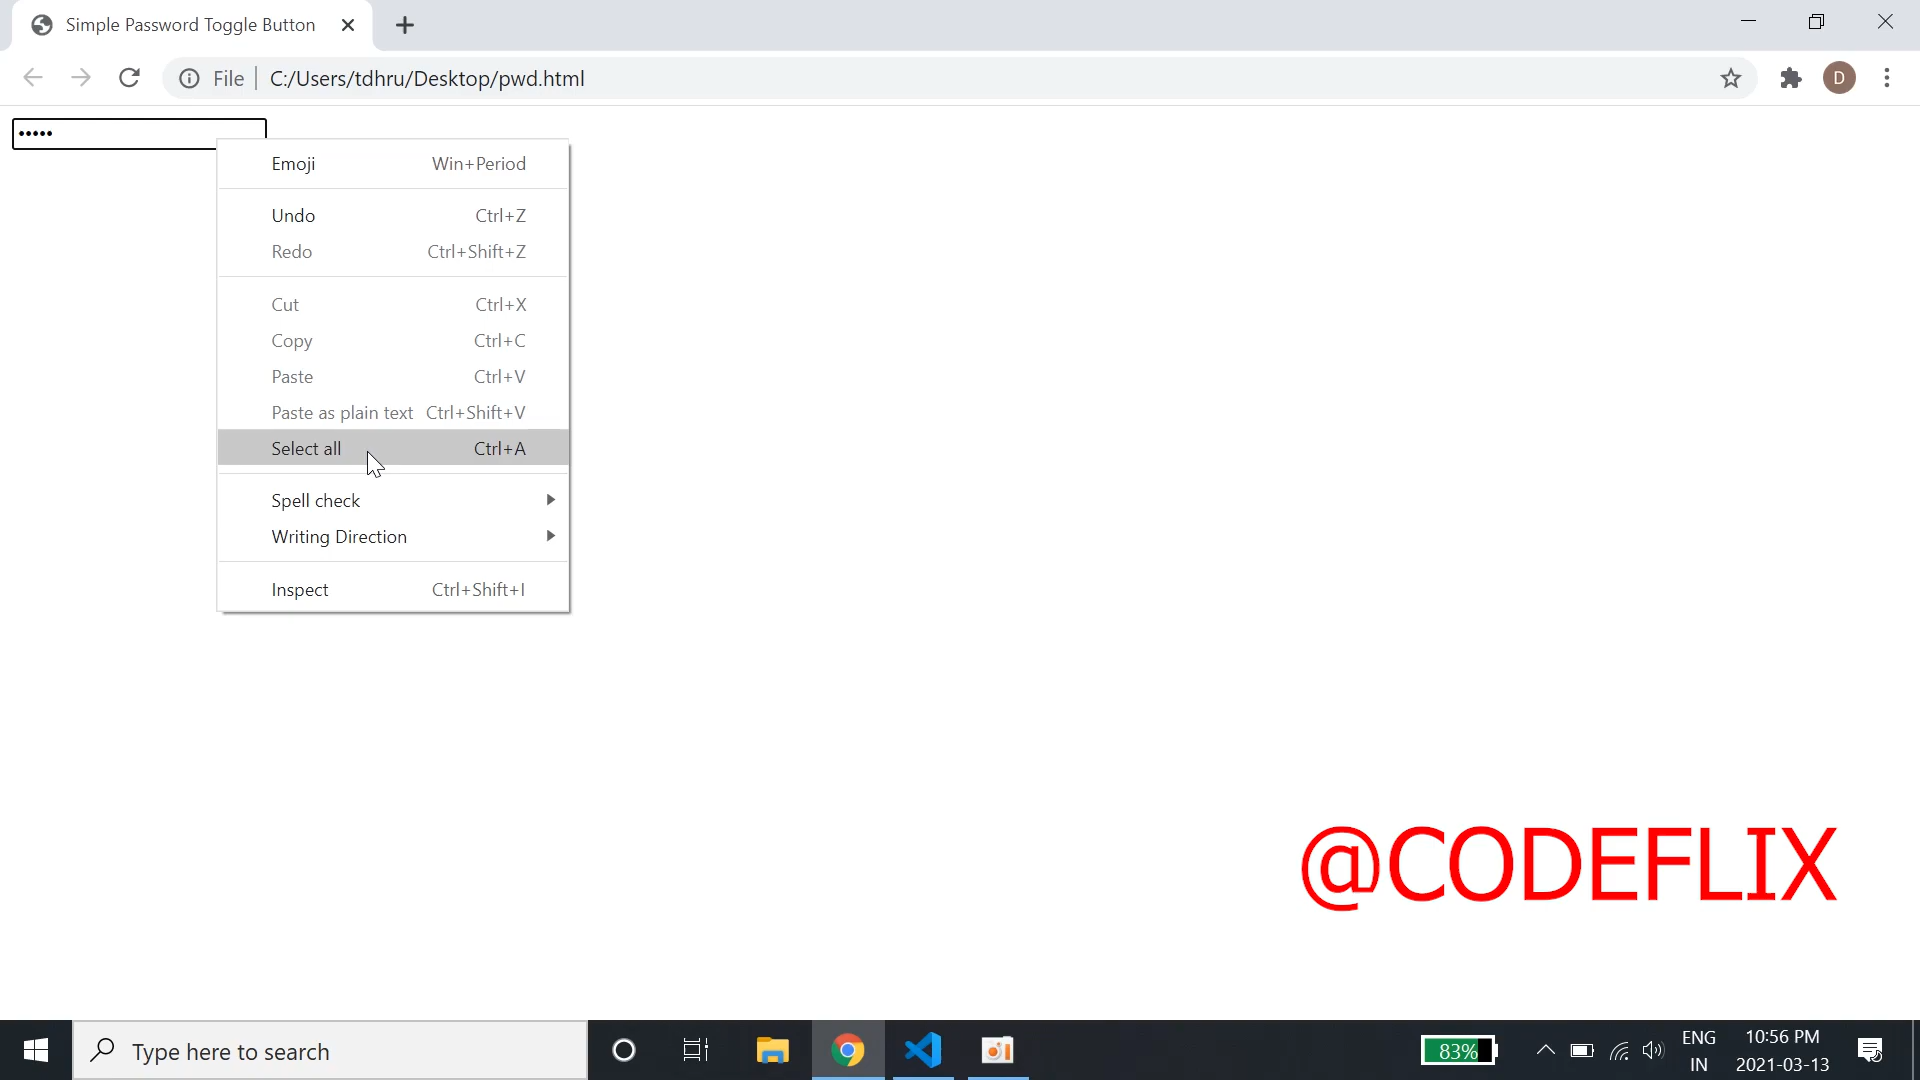 Simple Password Toggle Button
File
C:/Users/tdhru/Desktop/pwd.html
D
•••••
Emoji Win+Period
Undo Ctrl+Z
Redo Ctrl+Shift+Z
Cut Ctrl+X
Copy Ctrl+C
Paste Ctrl+V
Paste as plain text Ctrl+Shift+V
Select all Ctrl+A
Spell check
Writing Direction
Inspect Ctrl+Shift+I
@CODEFLIX
Type here to search
83%
ENG
IN
10:56 PM
2021-03-13